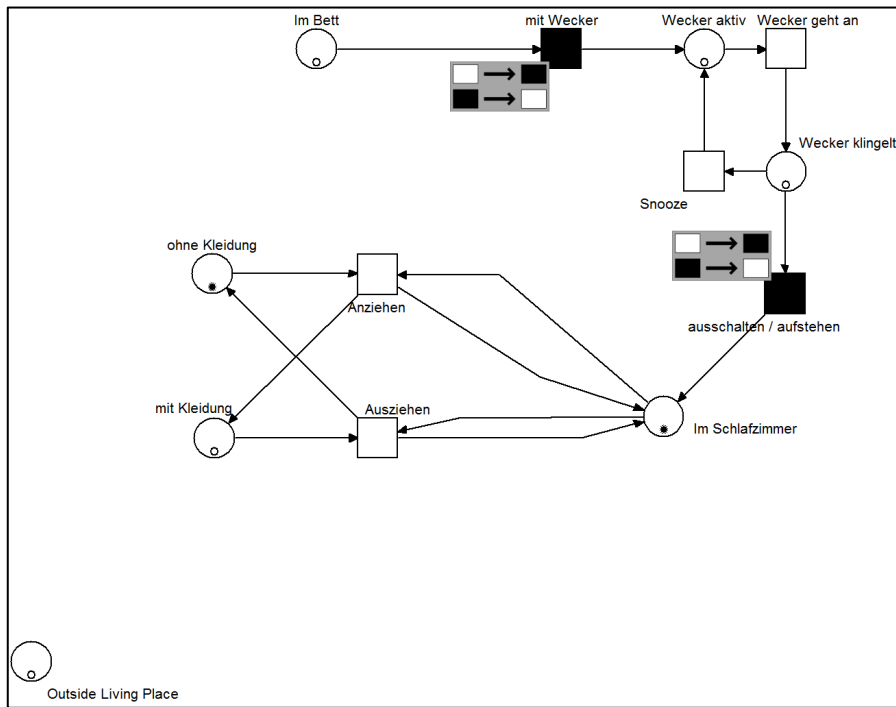 Im Bett
mit Wecker
Wecker aktiv
Wecker geht an
Wecker klingelt
Snooze
ohne Kleidung
Anziehen
ausschalten / aufstehen
mit Kleidung
Ausziehen
Im Schlafzimmer
Outside Living Place